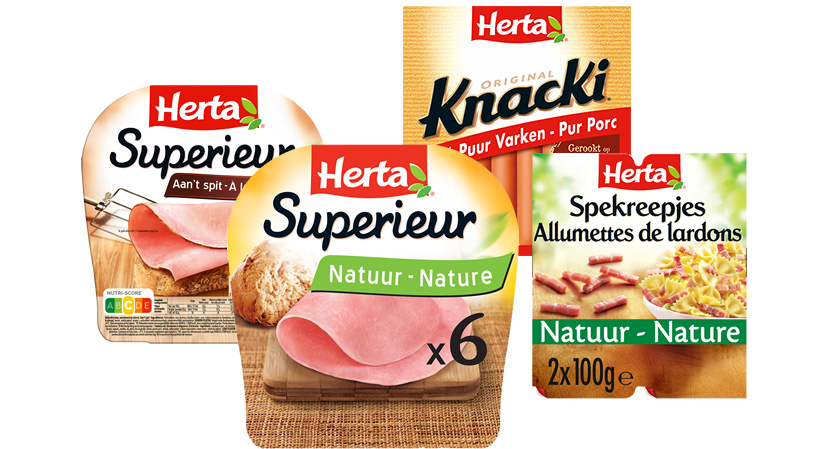 Herta
Superieur
Aan't spit - À
NUTRI-SCORE
A B C D E
Herta
Superieur
Natuur - Nature
x6
Herta
ORIGINAL
Knacki
Puur Varken - Pur Porc
Gerookt op
Herta
Spekreepjes
Allumettes de lardons
Natuur - Nature
2x100g e